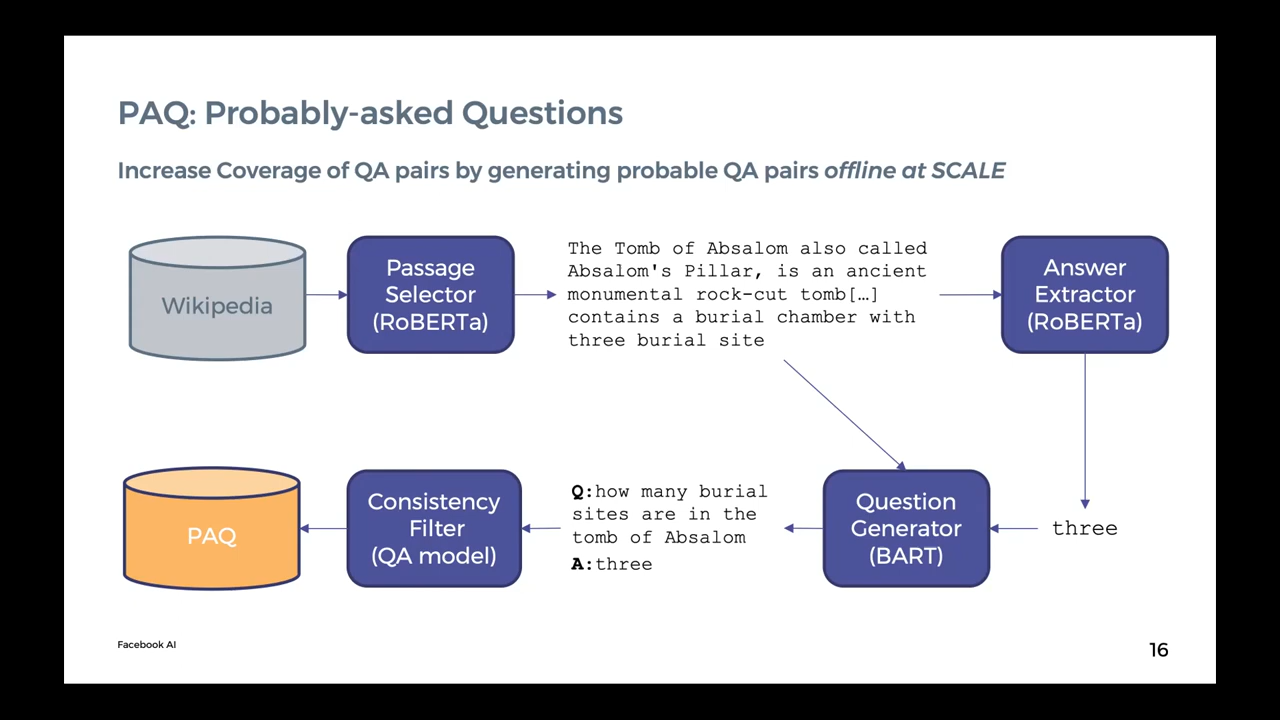 PAQ: Probably-asked Questions
Increase Coverage of QA pairs by generating probable QA pairs offline at SCALE
Wikipedia
Passage
Selector
(RoBERTa)
The Tomb of Absalom also called
Absalom's Pillar, is an ancient
monumental rock-cut tomb[…]
contains a burial chamber with
three burial site
Answer
Extractor
(RoBERTa)
three
Question
Generator
(BART)
Q:how many burial
sites are in the
tomb of Absalom
A:three
Consistency
Filter
(QA model)
PAQ
Facebook AI
16